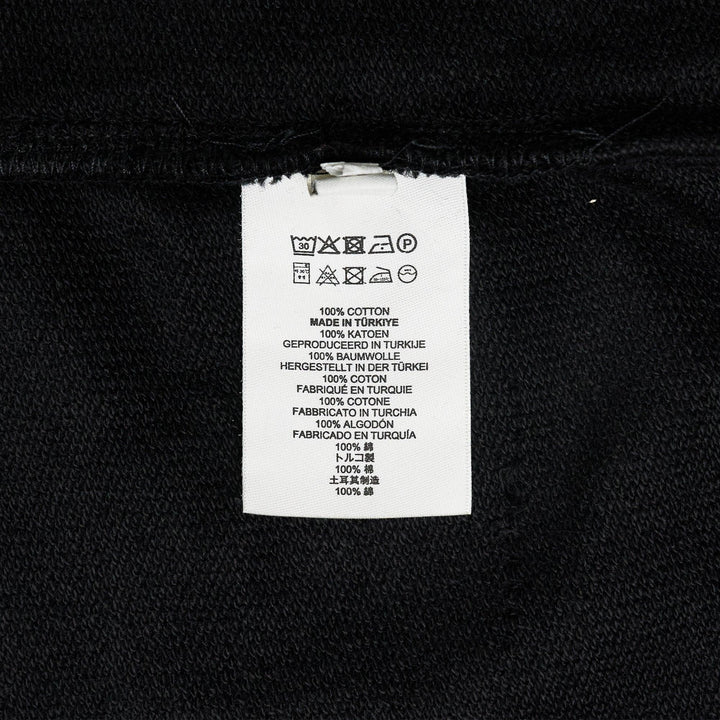 30
P
100% COTTON
MADE IN TÜRKIYE
100% KATOEN
GEPRODUCEERD IN TURKIJE
100% BAUMWOLLE
HERGESTELLT IN DER TÜRKEI
100% COTON
FABRIQUÉ EN TURQUIE
100% COTONE
FABBRICATO IN TURCHIA
100% ALGODÓN
FABRICADO EN TURQUÍA
100% 綿
トルコ製
100% 棉
土耳其制造
100% 綿